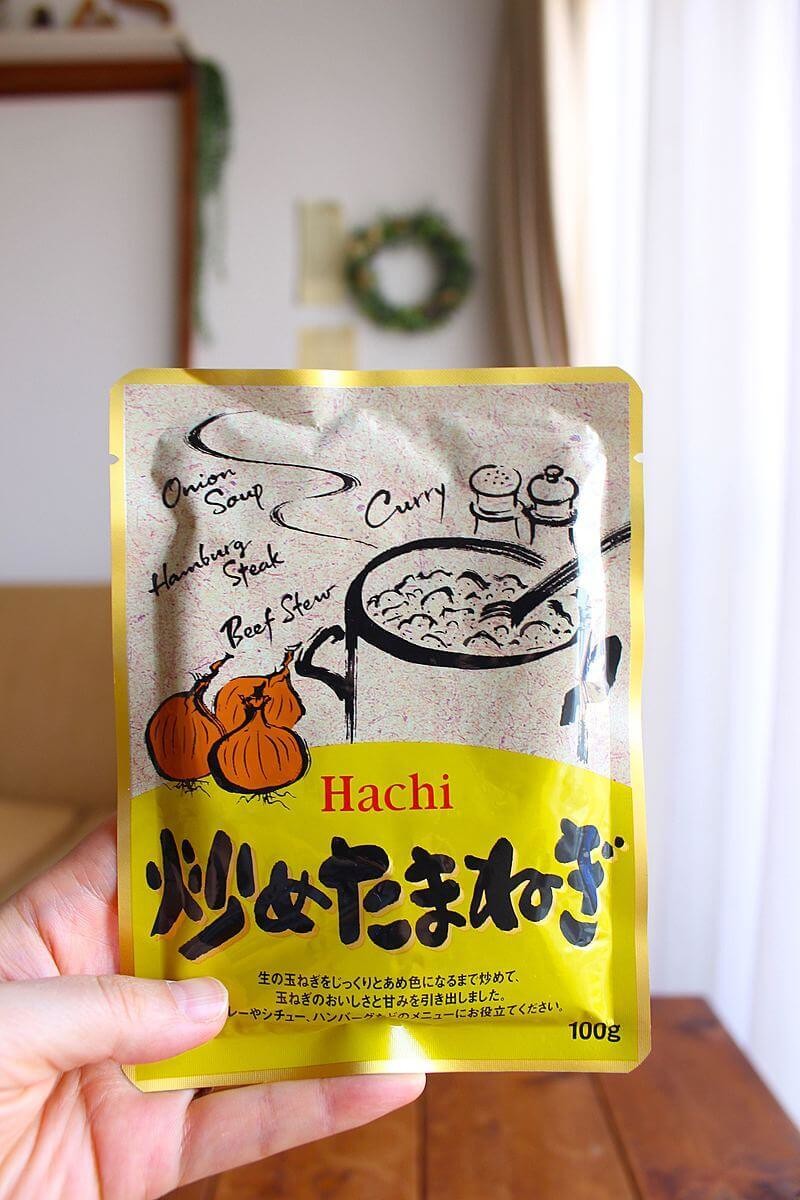 Onion
Soup
Curry
Hamburg
Steak
Beef Stew
Hachi
炒めたまねぎ
生の玉ねぎをじっくりとあめ色になるまで炒めて、
玉ねぎのおいしさと甘みを引き出しました。
レーやシチュー、ハンバーグなどのメニューにお役立てください。
100g